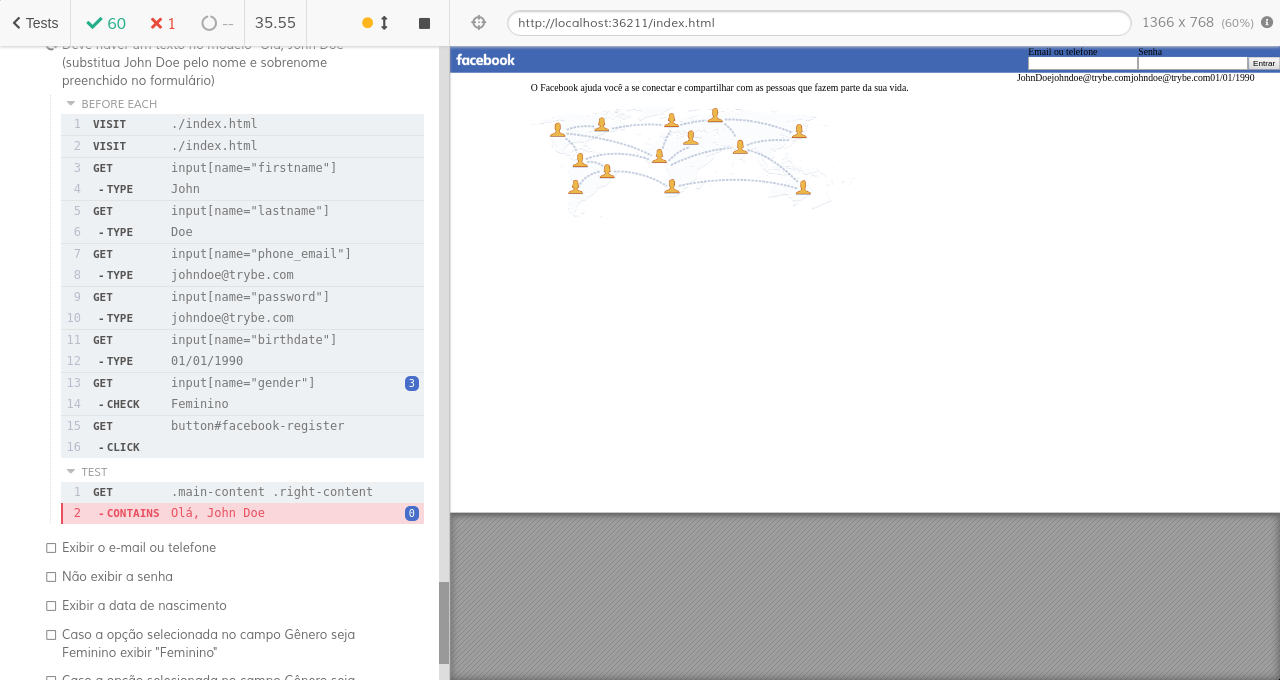 Tests
60
1
--
35.55
http://localhost:36211/index.html
1366 x 768 (60%)
Deve haver um texto no modelo "Olá, John Doe"
(substitua John Doe pelo nome e sobrenome
preenchido no formulário)
BEFORE EACH
1 VISIT ./index.html
2 VISIT ./index.html
3 GET input[name="firstname"]
4 - TYPE John
5 GET input[name="lastname"]
6 - TYPE Doe
7 GET input[name="phone_email"]
8 - TYPE johndoe@trybe.com
9 GET input[name="password"]
10 - TYPE johndoe@trybe.com
11 GET input[name="birthdate"]
12 - TYPE 01/01/1990
13 GET input[name="gender"] 3
14 - CHECK Feminino
15 GET button#facebook-register
16 - CLICK
TEST
1 GET .main-content .right-content
2 - CONTAINS Olá, John Doe 0
Exibir o e-mail ou telefone
Não exibir a senha
Exibir a data de nascimento
Caso a opção selecionada no campo Gênero seja
Feminino exibir "Feminino"
Caso a opção selecionada no campo Gênero seja
facebook
Email ou telefone
Senha
Entrar
JohnDoejohndoe@trybe.comjohndoe@trybe.com01/01/1990
O Facebook ajuda você a se conectar e compartilhar com as pessoas que fazem parte da sua vida.